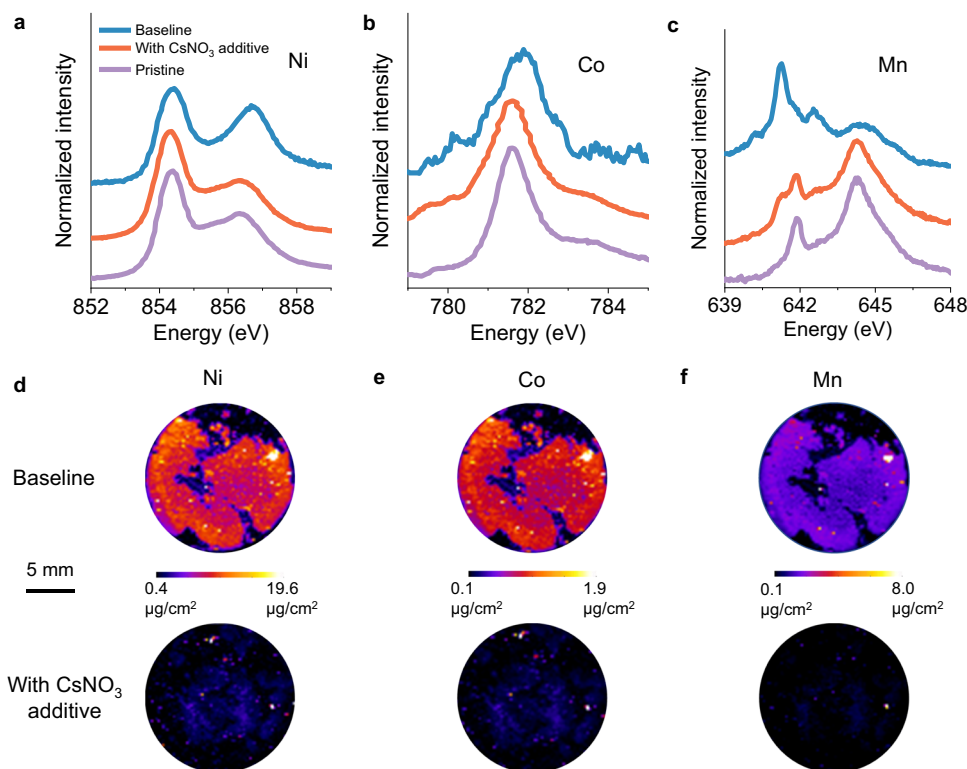 a
Baseline
With CsNO₃ additive
Pristine
Ni
Normalized intensity
852 854 856 858
Energy (eV)
b
Co
Normalized intensity
780 782 784
Energy (eV)
c
Mn
Normalized intensity
639 642 645 648
Energy (eV)
d Ni
e Co
f Mn
Baseline
5 mm
0.4 19.6
µg/cm² µg/cm²
0.1 1.9
µg/cm² µg/cm²
0.1 8.0
µg/cm² µg/cm²
With CsNO₃
additive